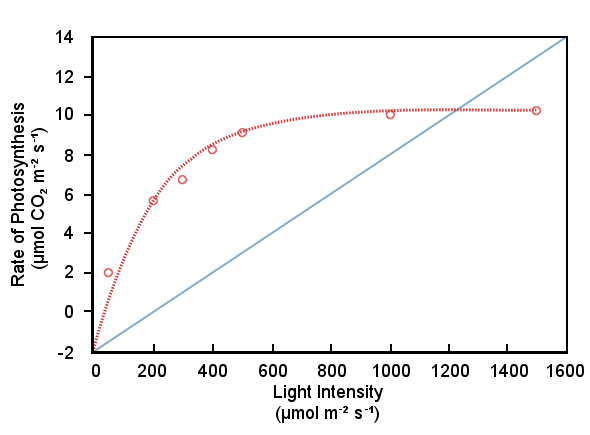 14
12
10
8
6
4
2
0
-2
Rate of Photosynthesis
(µmol CO₂ m⁻² s⁻¹)
0 200 400 600 800 1000 1200 1400 1600
Light Intensity
(µmol m⁻² s⁻¹)